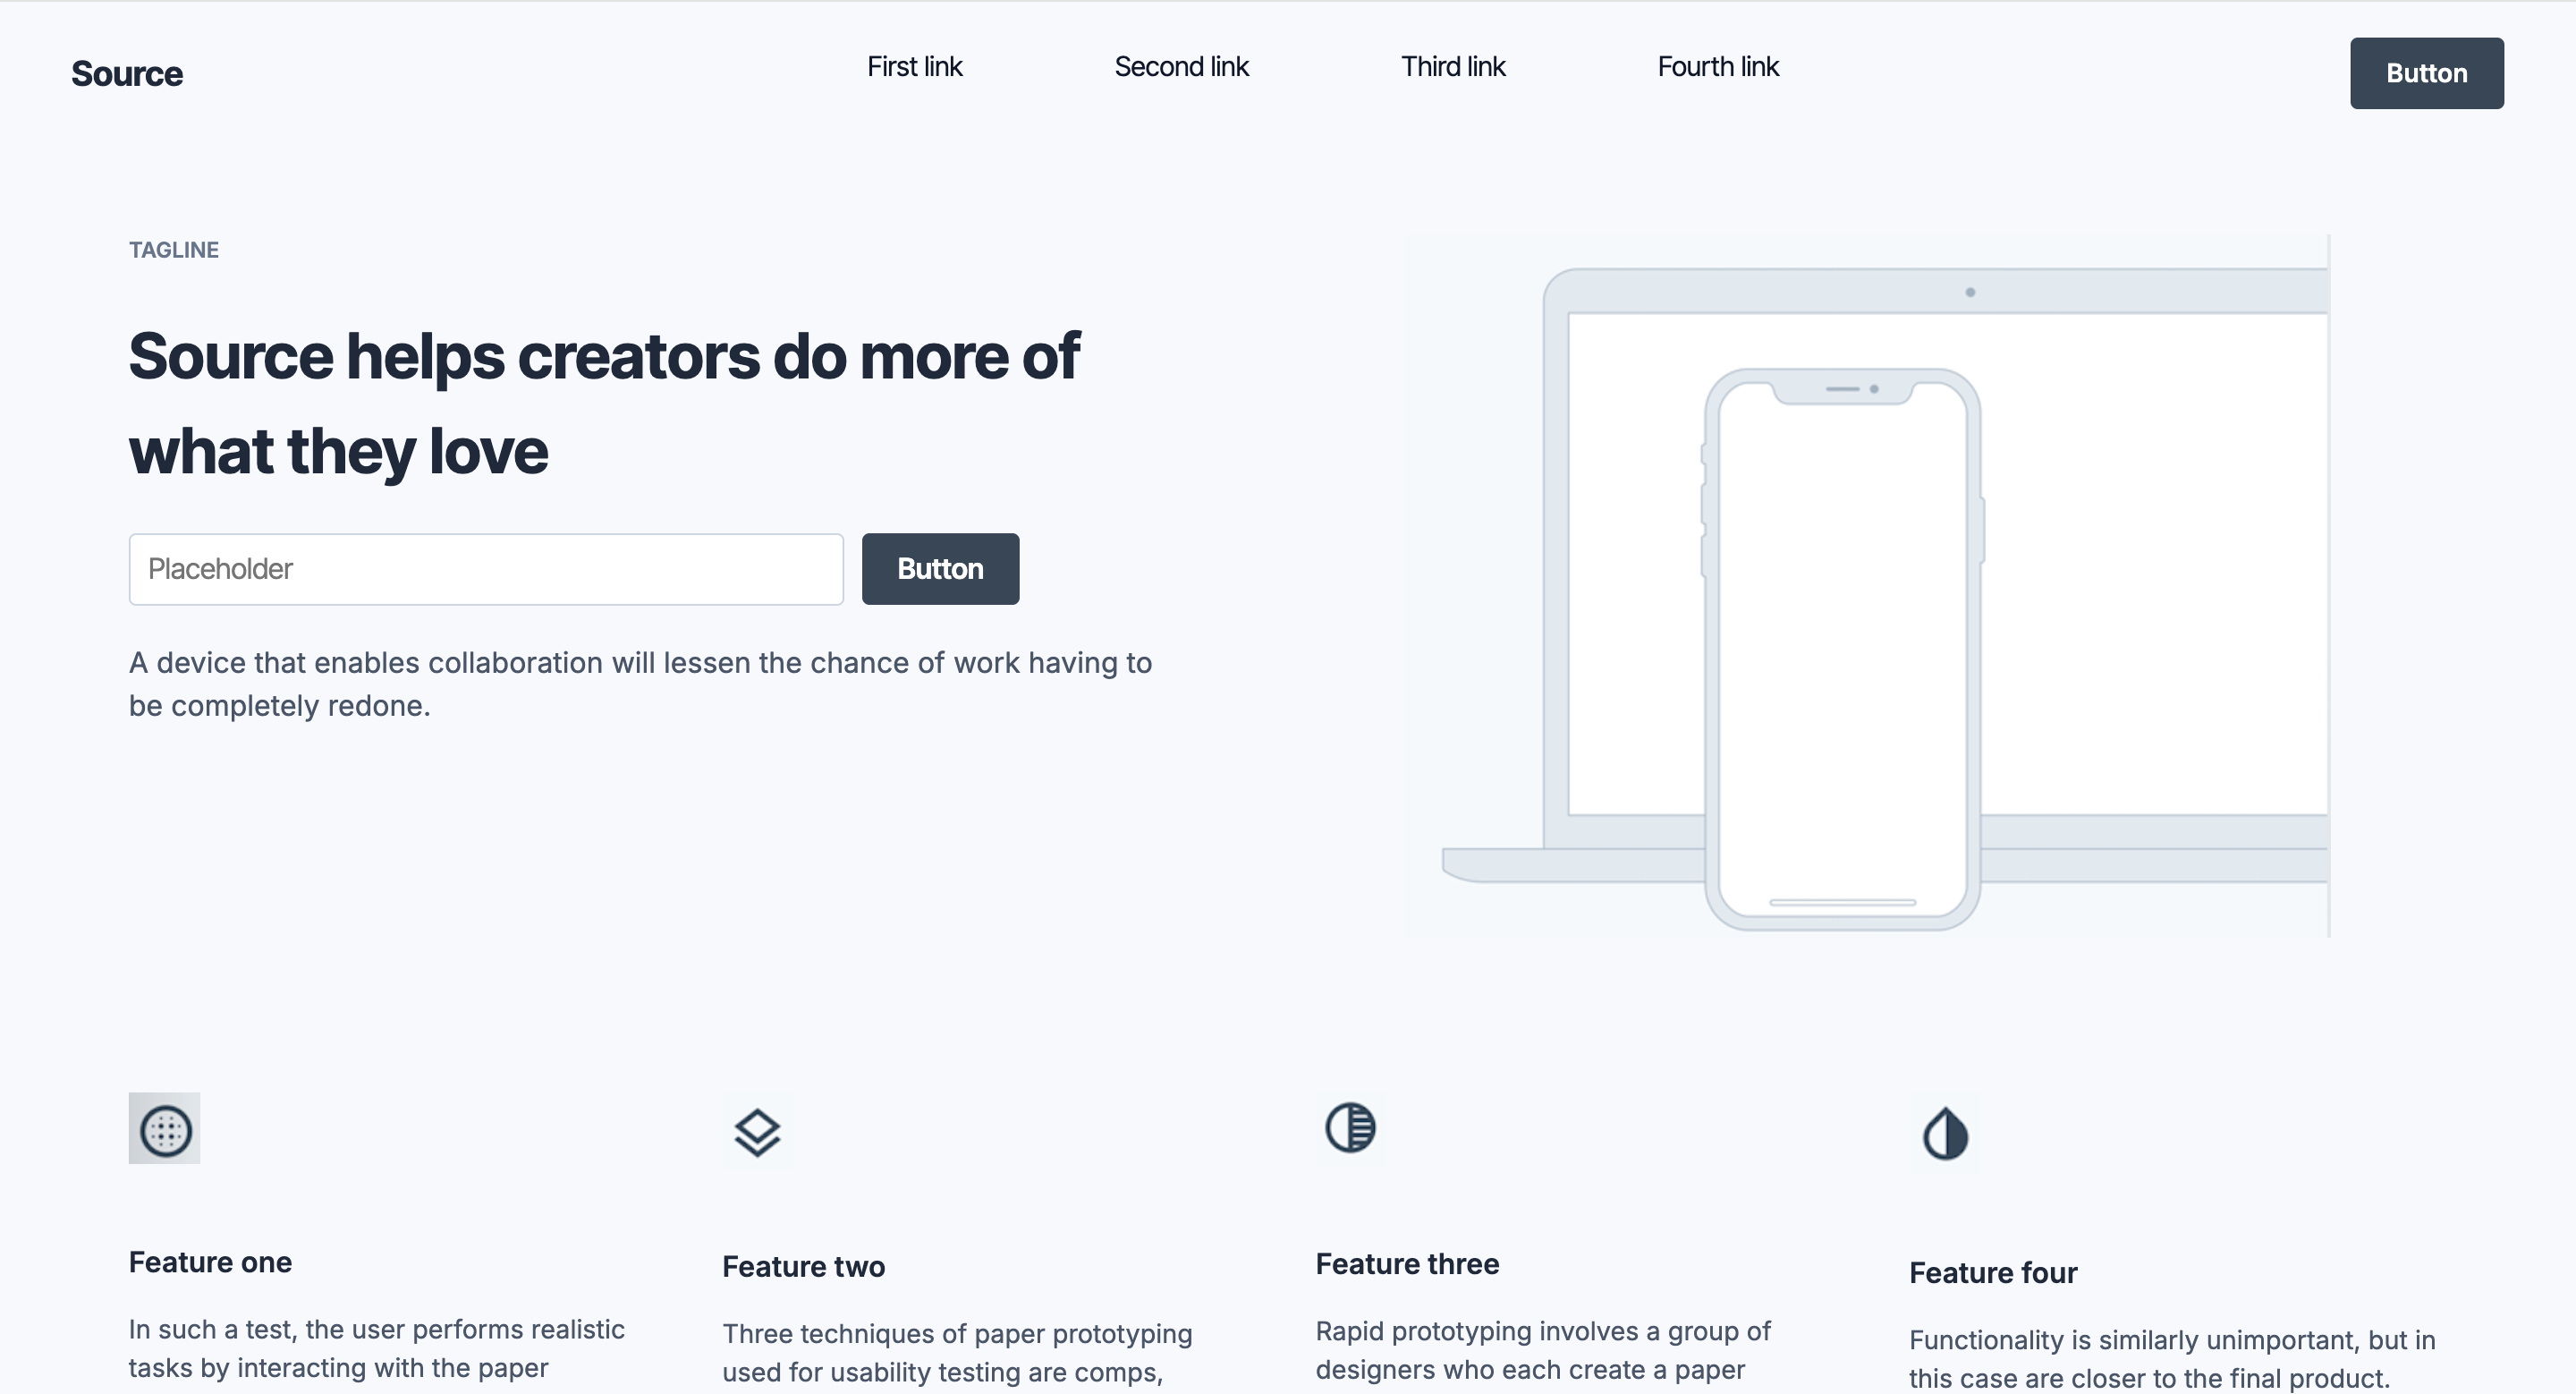 Source
First link
Second link
Third link
Fourth link
Button
TAGLINE
Source helps creators do more of
what they love
Placeholder
Button
A device that enables collaboration will lessen the chance of work having to
be completely redone.
Feature one
In such a test, the user performs realistic
tasks by interacting with the paper
Feature two
Three techniques of paper prototyping
used for usability testing are comps,
Feature three
Rapid prototyping involves a group of
designers who each create a paper
Feature four
Functionality is similarly unimportant, but in
this case are closer to the final product.